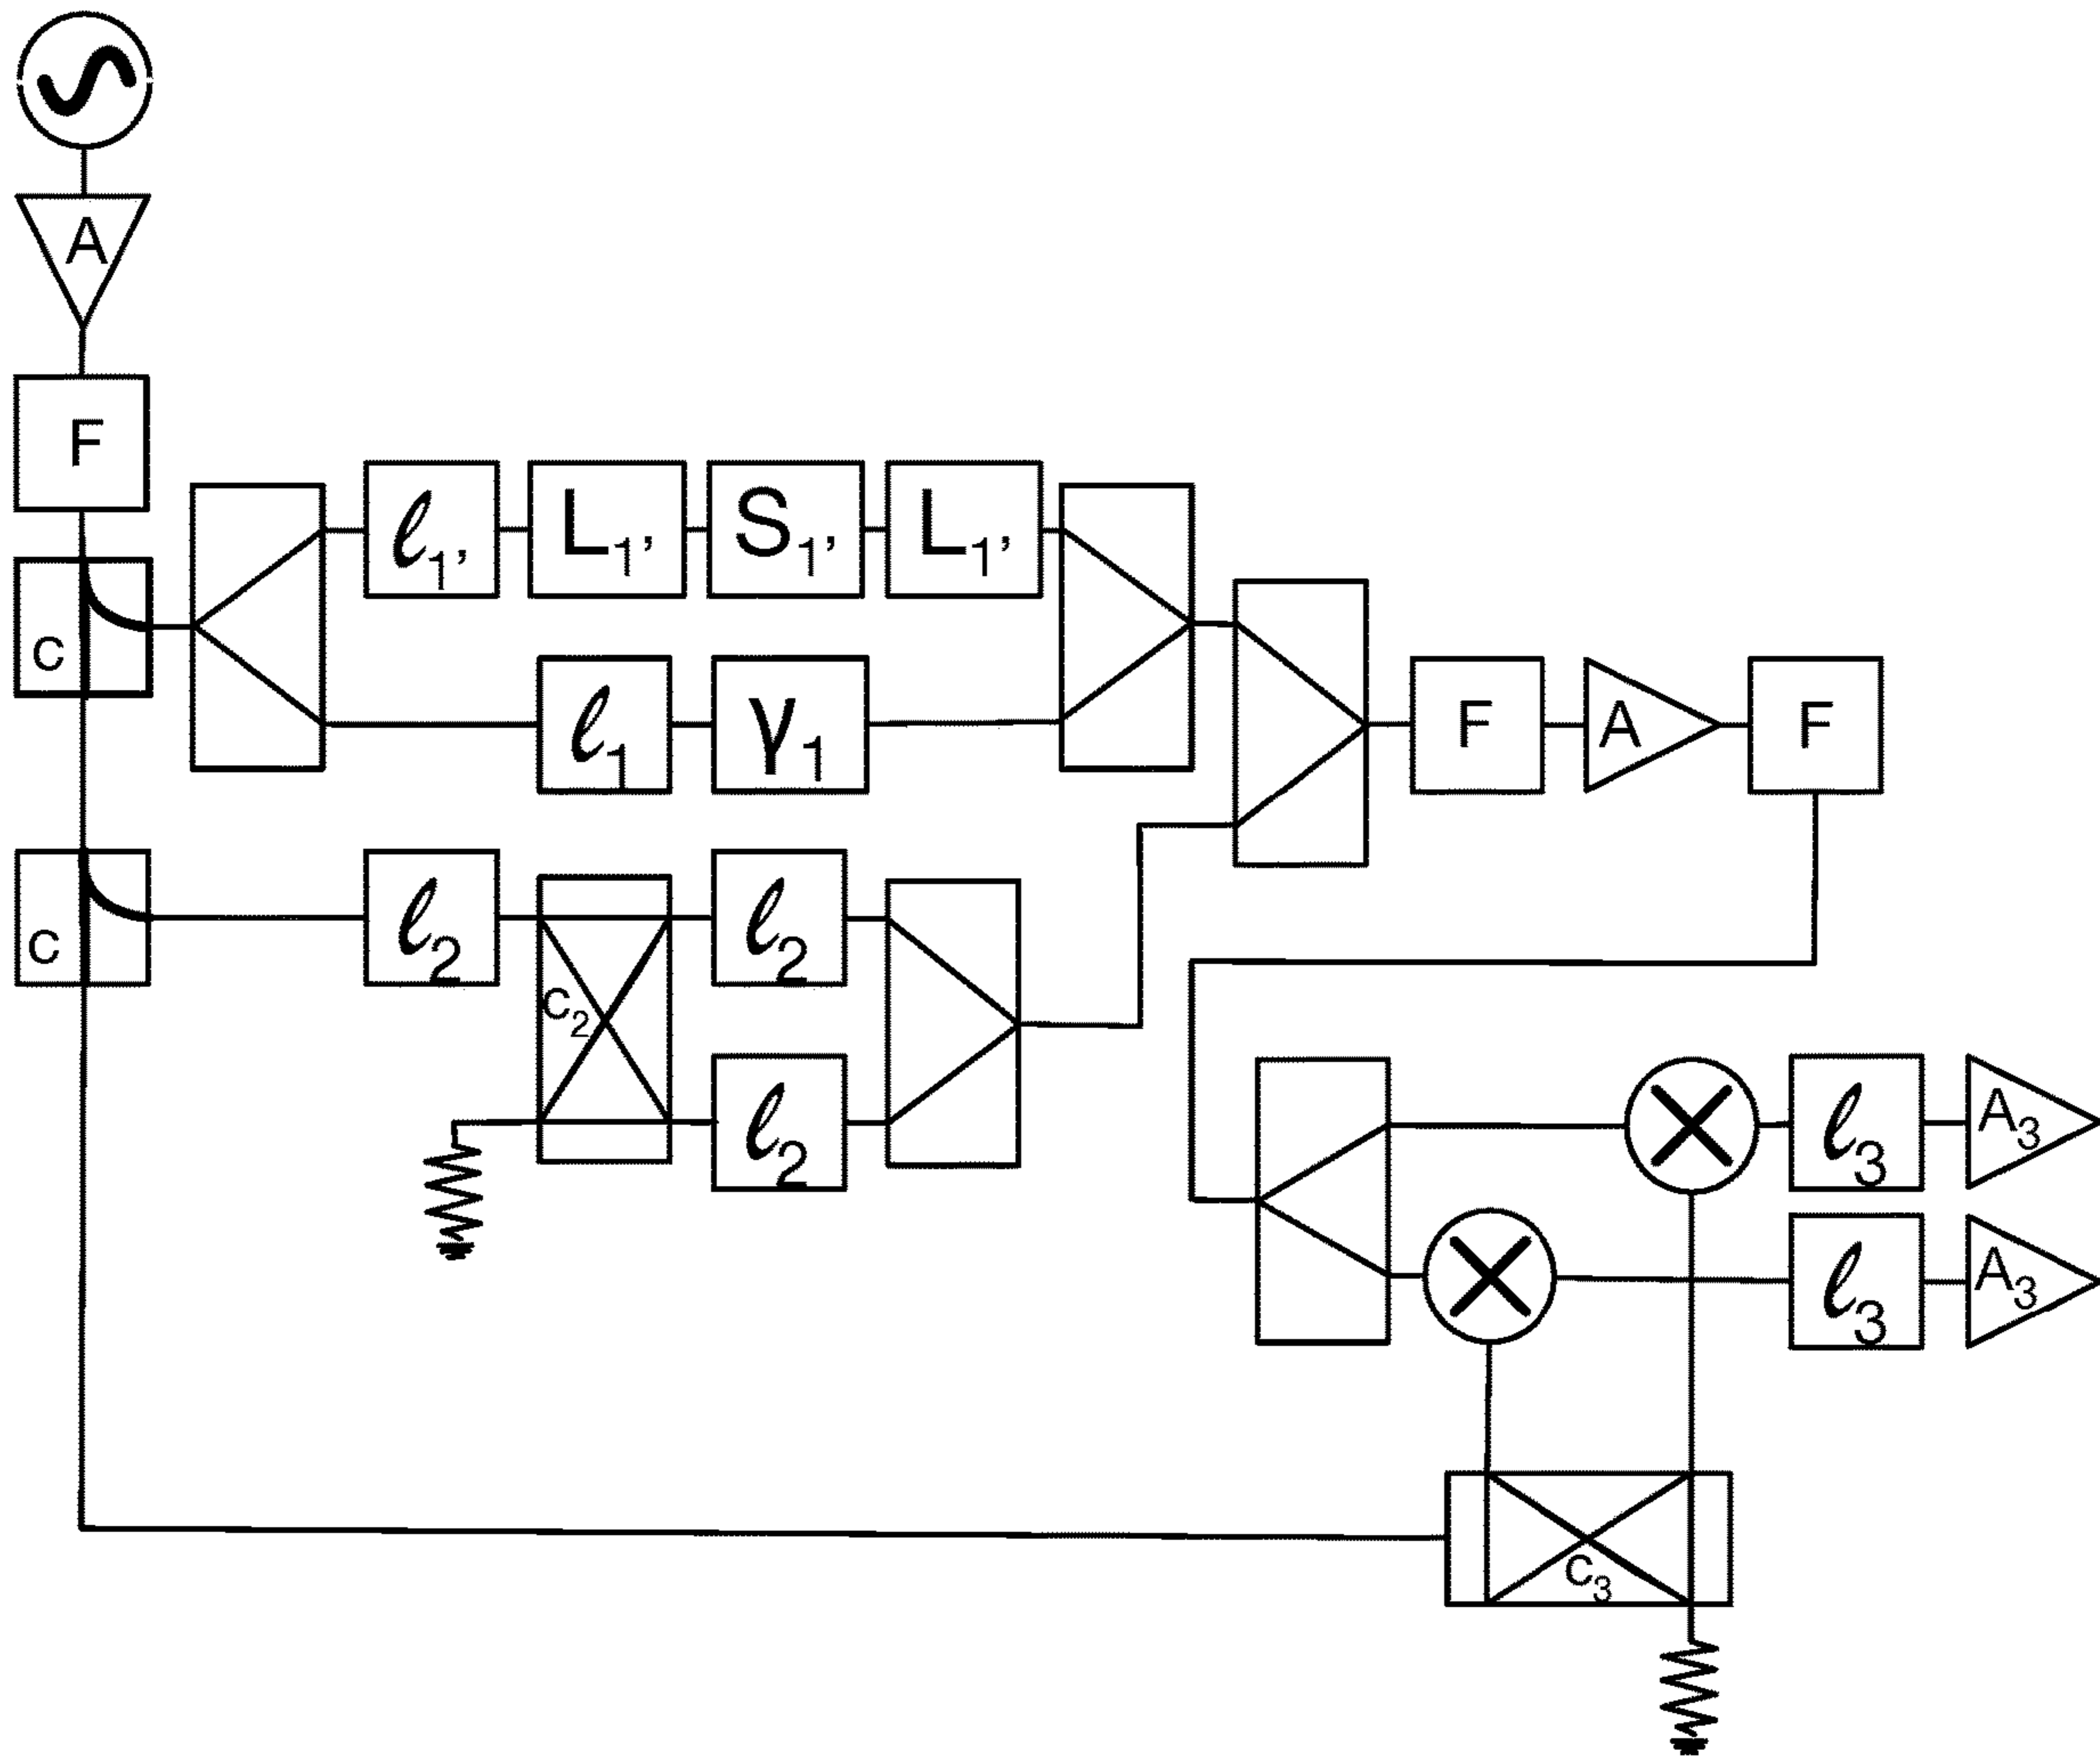 A
F
C
ℓ1' L1' S1' L1'
ℓ1 γ1
F A F
C
ℓ2 C2 ℓ2
ℓ2
ℓ3 A3
ℓ3 A3
C3